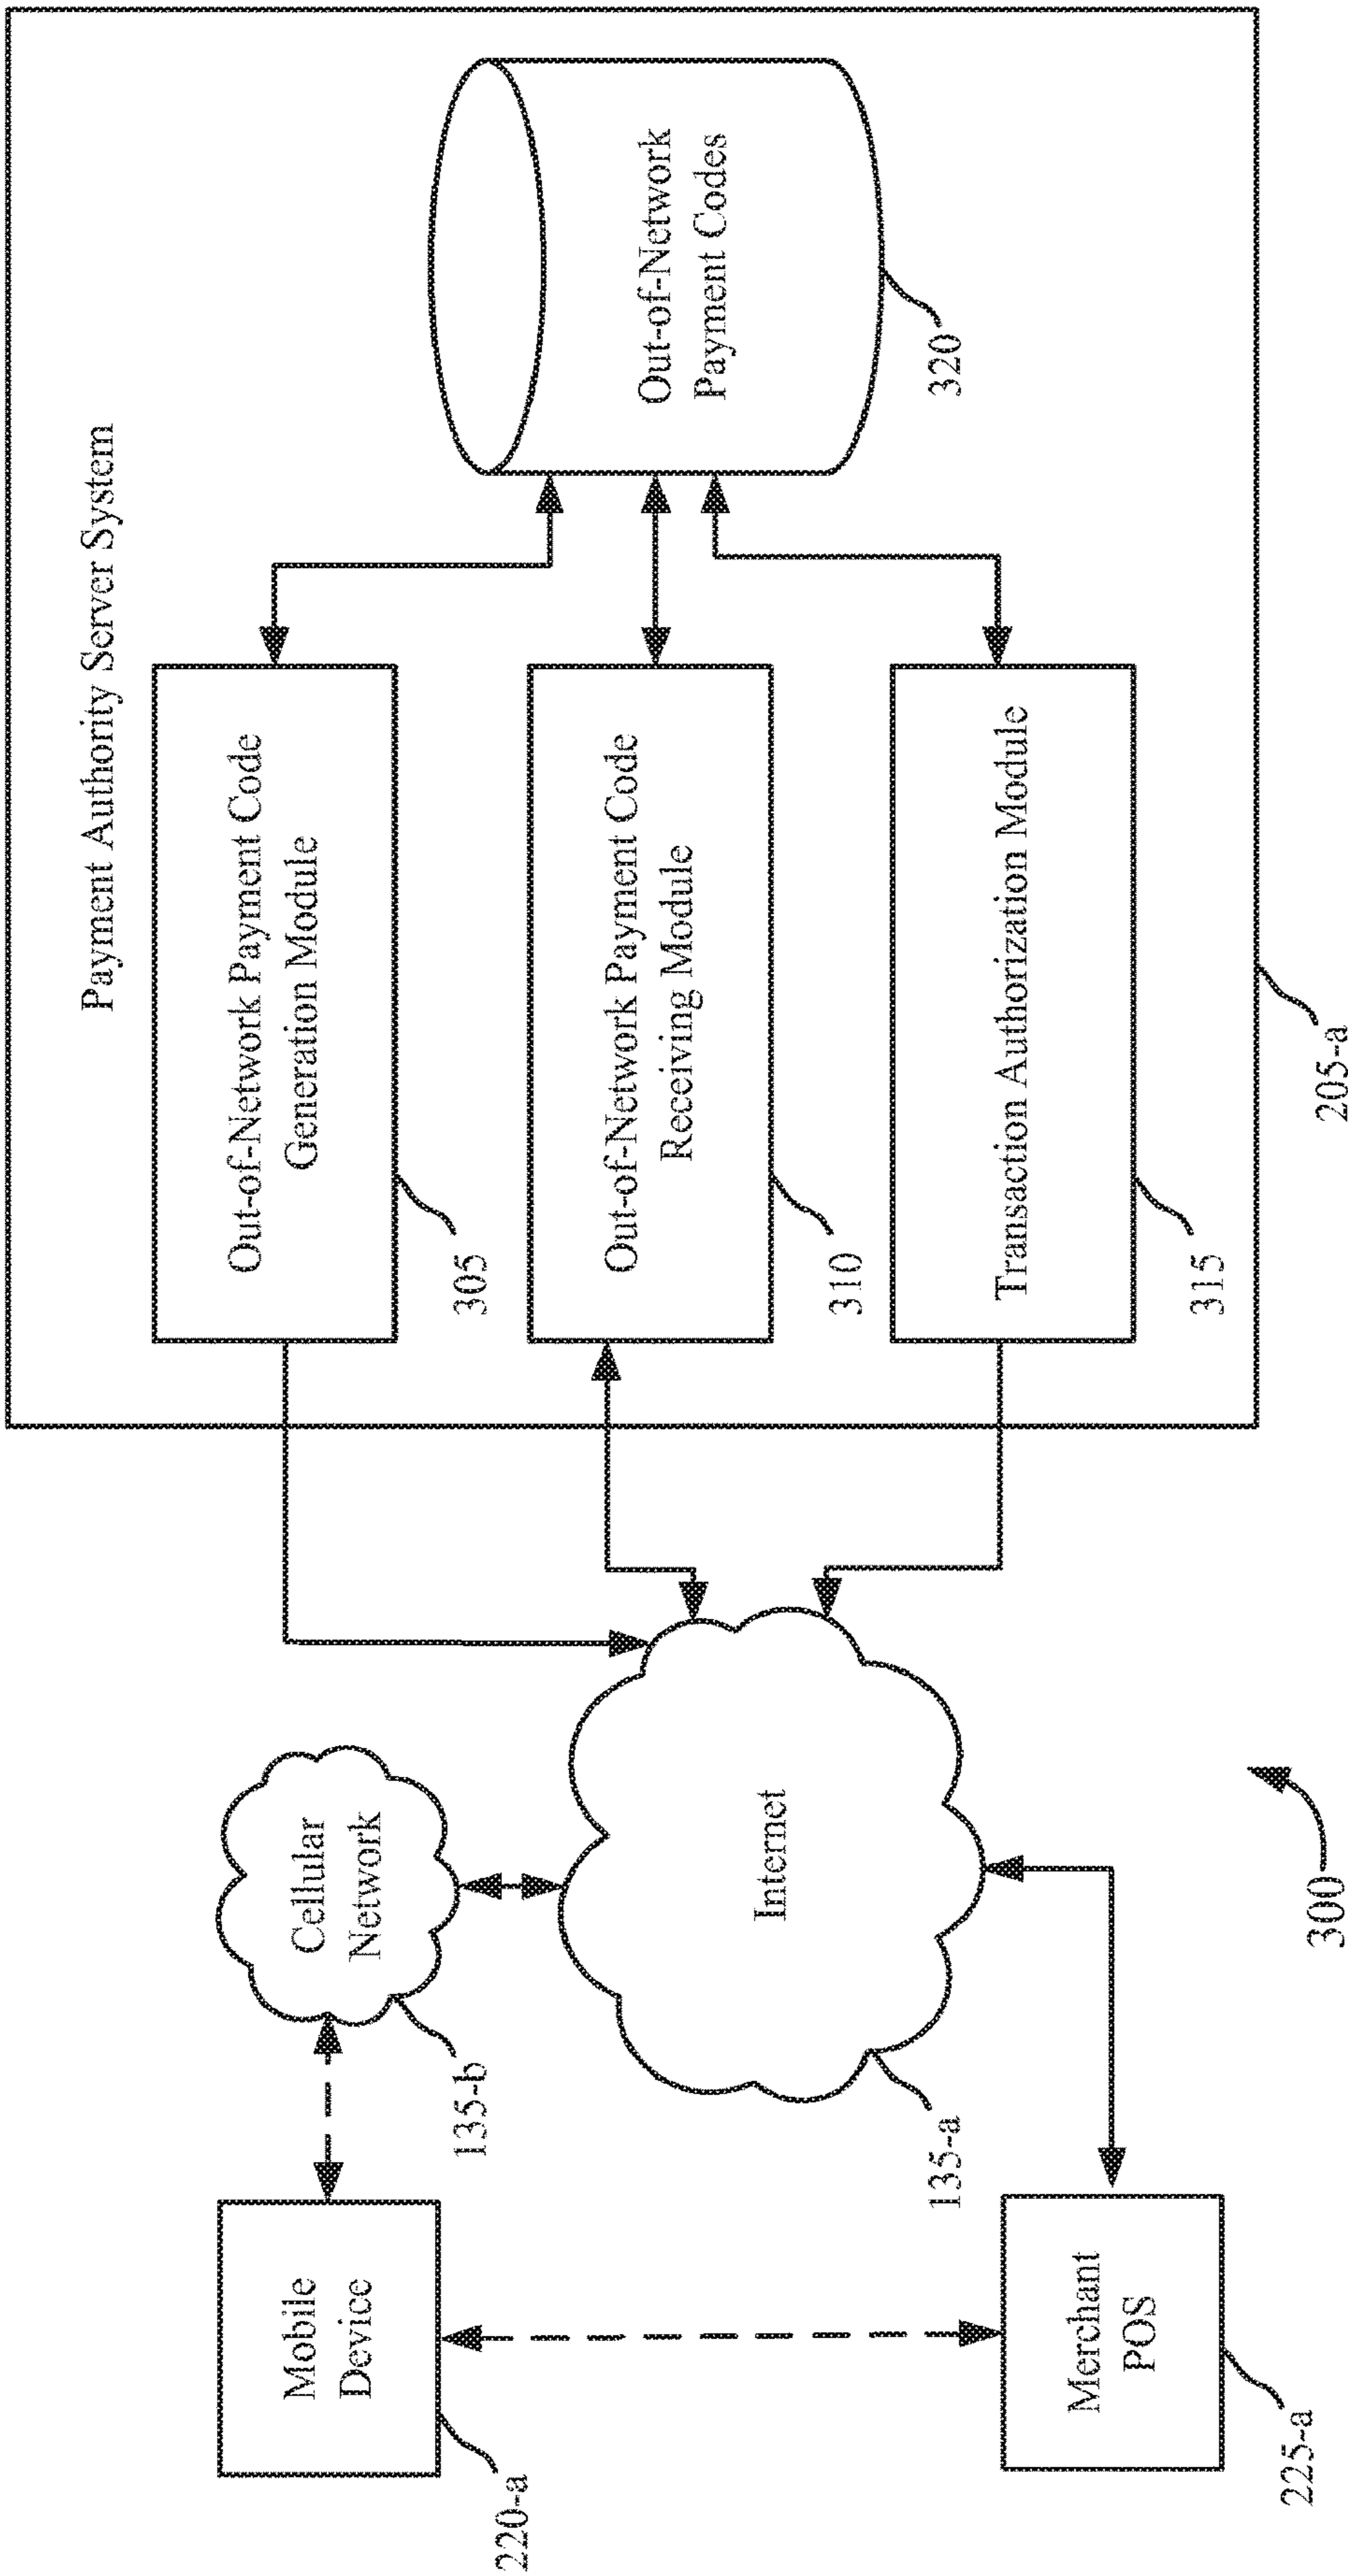 Payment Authority Server System
Mobile
Device
220-a
Cellular
Network
135-b
Internet
135-a
Merchant
POS
225-a
Out-of-Network Payment Code
Generation Module
305
Out-of-Network Payment Code
Receiving Module
310
Transaction Authorization Module
315
Out-of-Network
Payment Codes
320
205-a
300